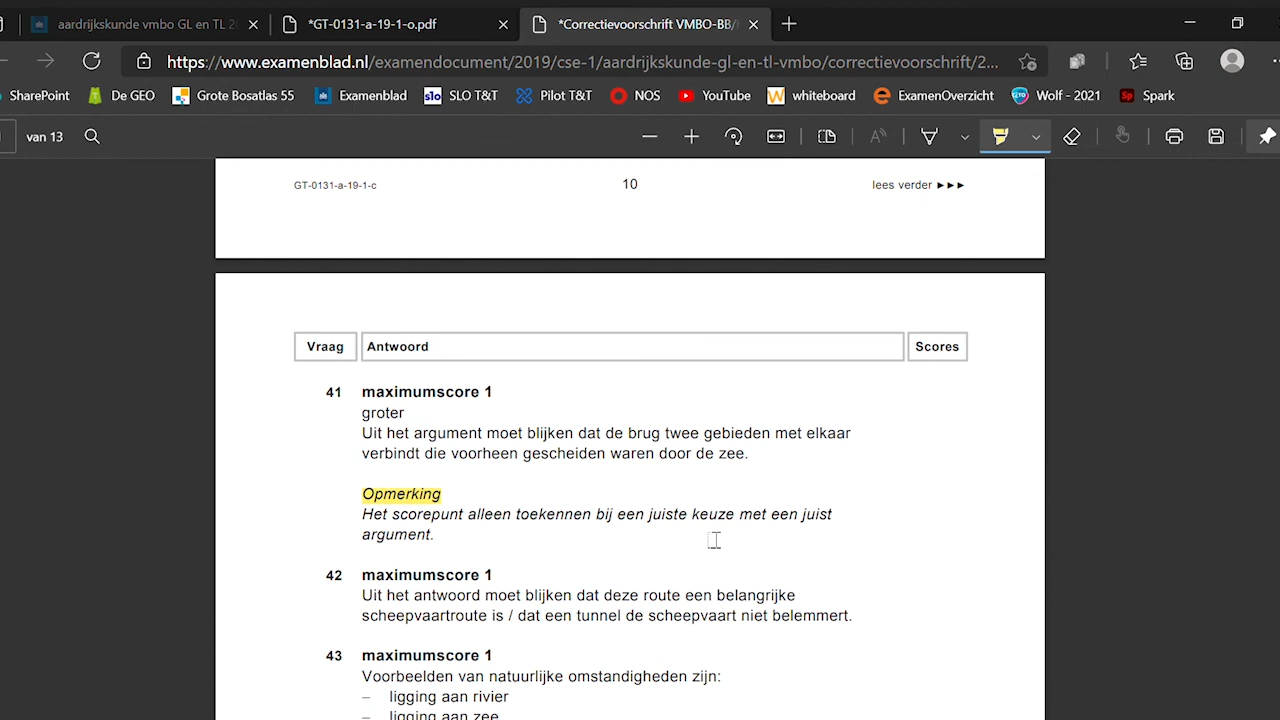 aardrijkskunde vmbo GL en TL 2
*GT-0131-a-19-1-o.pdf
*Correctievoorschrift VMBO-BB/
https://www.examenblad.nl/examendocument/2019/cse-1/aardrijkskunde-gl-en-tl-vmbo/correctievoorschrift/2...
SharePoint De GEO Grote Bosatlas 55 Examenblad slo SLO T&T Pilot T&T NOS YouTube W whiteboard e ExamenOverzicht Wolf - 2021 Sp Spark
van 13
GT-0131-a-19-1-c 10 lees verder ►►►
Vraag Antwoord Scores
41 maximumscore 1
groter
Uit het argument moet blijken dat de brug twee gebieden met elkaar
verbindt die voorheen gescheiden waren door de zee.
Opmerking
Het scorepunt alleen toekennen bij een juiste keuze met een juist
argument.
42 maximumscore 1
Uit het antwoord moet blijken dat deze route een belangrijke
scheepvaartroute is / dat een tunnel de scheepvaart niet belemmert.
43 maximumscore 1
Voorbeelden van natuurlijke omstandigheden zijn:
– ligging aan rivier
– ligging aan zee